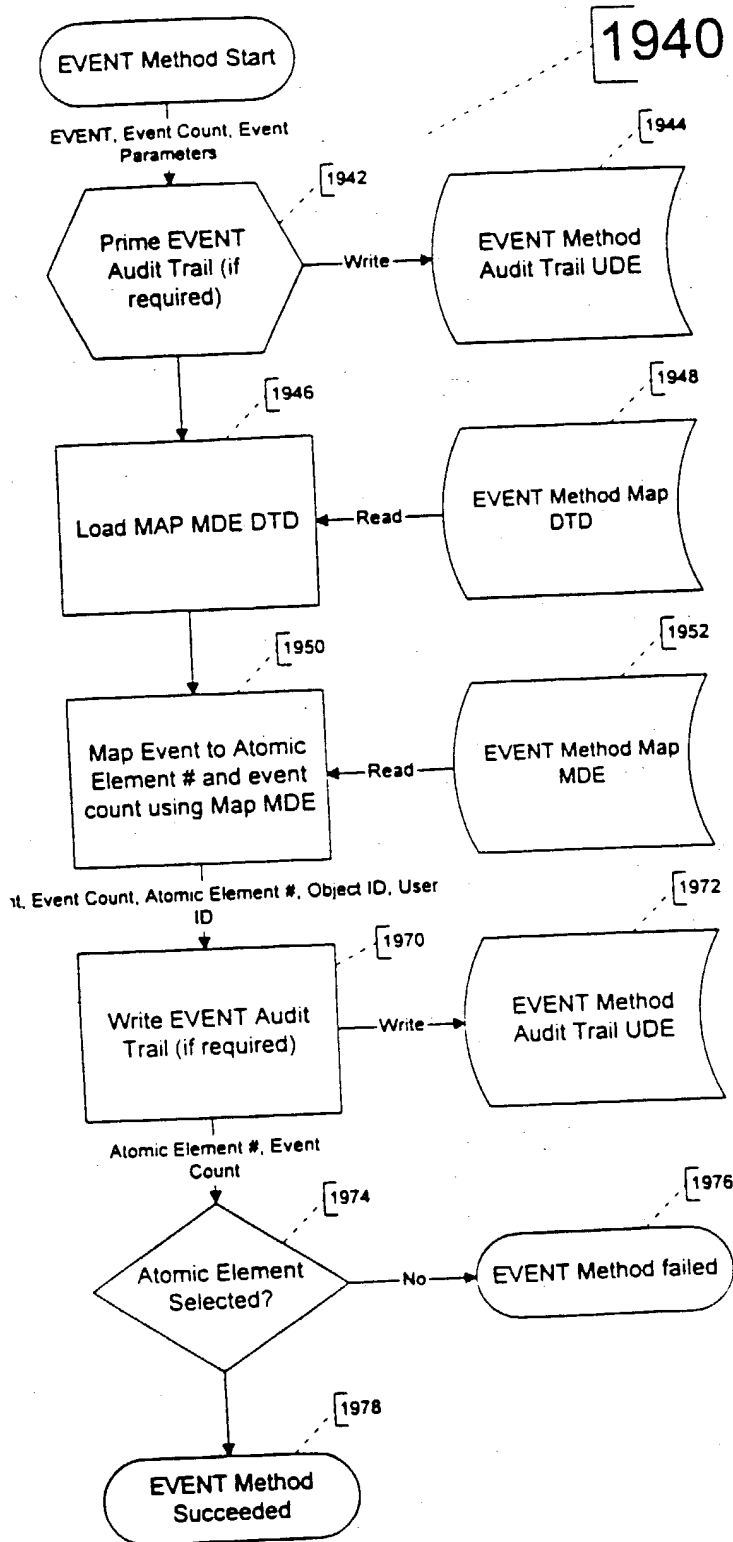 1940
EVENT Method Start
EVENT, Event Count, Event
Parameters
1942
1944
Prime EVENT
Audit Trail (if
required)
Write
EVENT Method
Audit Trail UDE
1946
1948
Load MAP MDE DTD
Read
EVENT Method Map
DTD
1950
1952
Map Event to Atomic
Element # and event
count using Map MDE
Read
EVENT Method Map
MDE
Event Count, Atomic Element #, Object ID, User
ID
1970
1972
Write EVENT Audit
Trail (if required)
Write
EVENT Method
Audit Trail UDE
Atomic Element #, Event
Count
1974
1976
Atomic Element
Selected?
No
EVENT Method failed
1978
EVENT Method
Succeeded